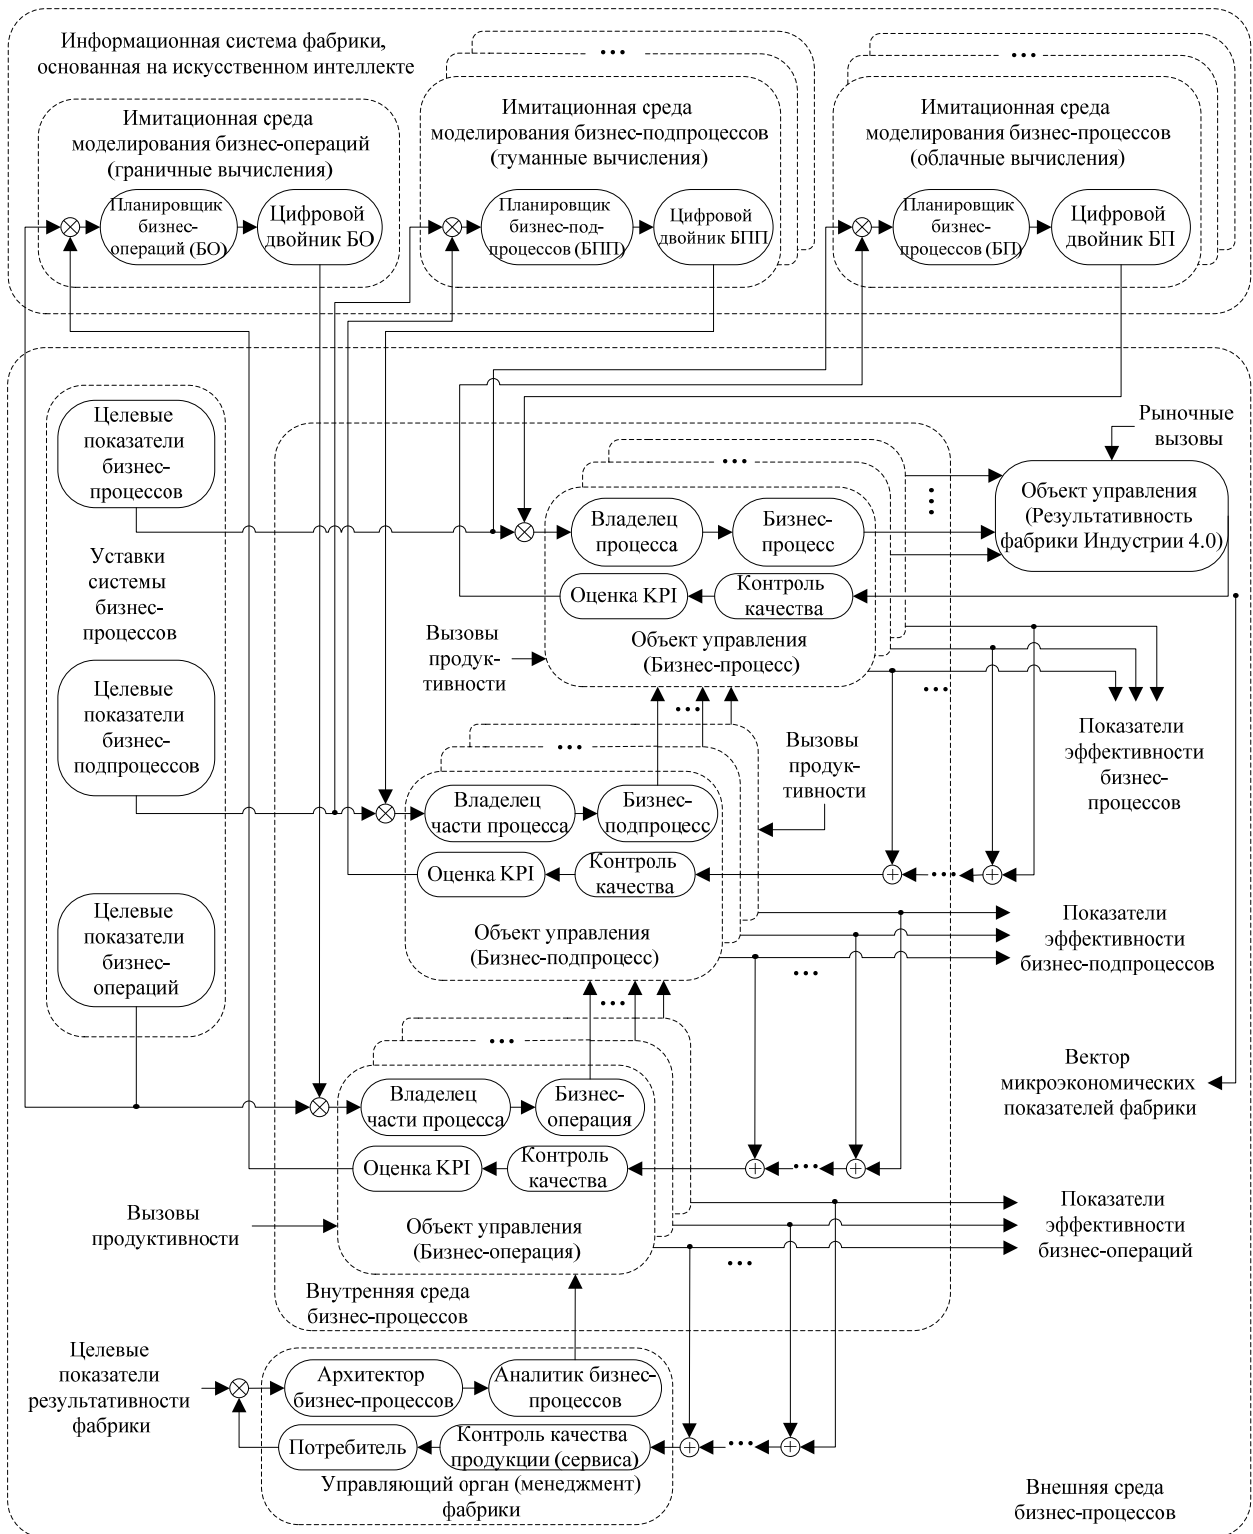 Информационная система фабрики,
основанная на искусственном интеллекте
Имитационная среда
моделирования бизнес-операций
(граничные вычисления)
Планировщик
бизнес-
операций (БО)
Цифровой
двойник БО
...
Имитационная среда
моделирования бизнес-подпроцессов
(туманные вычисления)
Планировщик
бизнес-под-
процессов (БПП)
Цифровой
двойник БПП
...
Имитационная среда
моделирования бизнес-процессов
(облачные вычисления)
Планировщик
бизнес-
процессов (БП)
Цифровой
двойник БП
Целевые
показатели
бизнес-
процессов
Уставки
системы
бизнес-
процессов
Целевые
показатели
бизнес-
подпроцессов
Целевые
показатели
бизнес-
операций
Рыночные
вызовы
Объект управления
(Результативность
фабрики Индустрии 4.0)
...
...
Владелец
процесса
Бизнес-
процесс
Оценка KPI
Контроль
качества
Объект управления
(Бизнес-процесс)
Вызовы
продук-
тивности
...
...
Показатели
эффективности
бизнес-
процессов
Вызовы
продук-
тивности
...
Владелец
части процесса
Бизнес-
подпроцесс
Оценка KPI
Контроль
качества
...
Объект управления
(Бизнес-подпроцесс)
Показатели
эффективности
бизнес-подпроцессов
...
...
...
Владелец
части процесса
Бизнес-
операция
Вектор
микроэкономических
показателей фабрики
Оценка KPI
Контроль
качества
...
Вызовы
продуктивности
Объект управления
(Бизнес-операция)
Показатели
эффективности
бизнес-операций
...
Внутренняя среда
бизнес-процессов
Целевые
показатели
результативности
фабрики
Архитектор
бизнес-процессов
Аналитик бизнес-
процессов
Потребитель
Контроль качества
продукции (сервиса)
...
Управляющий орган (менеджмент)
фабрики
Внешняя среда
бизнес-процессов